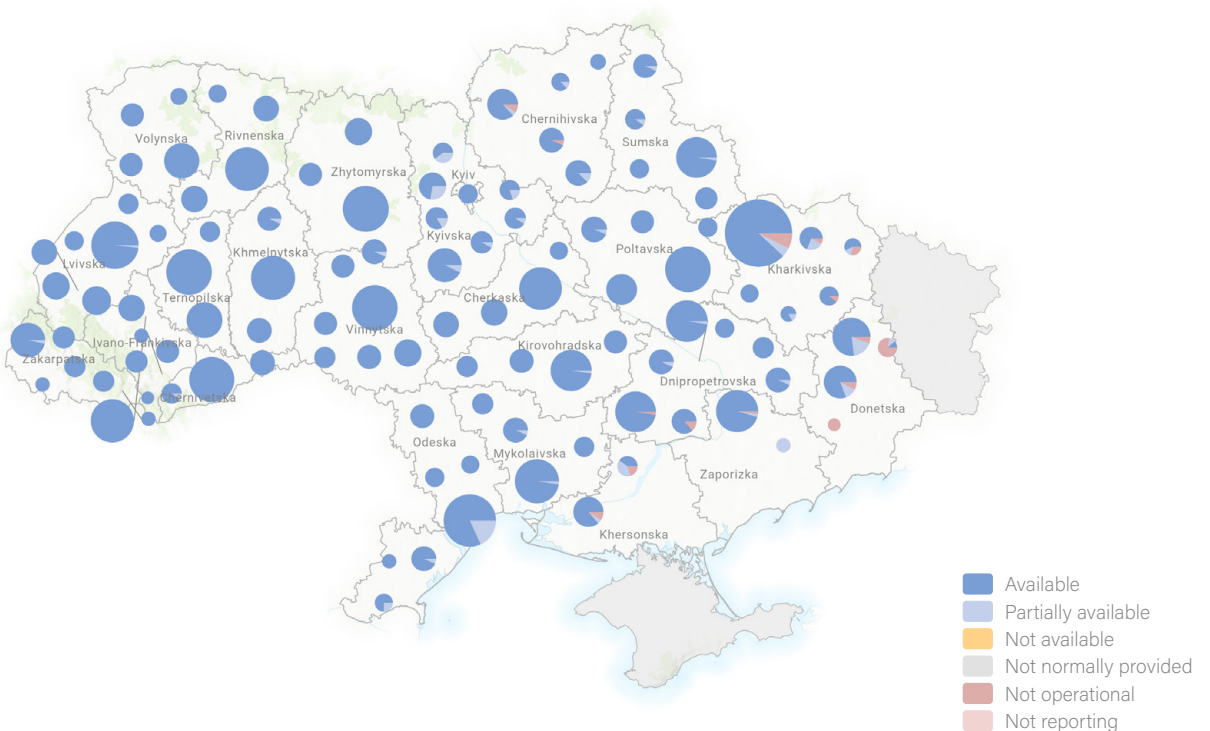 Chernihivska
Volynska
Rivnenska
Sumska
Zhytomyrska
Kyiv
Kyivska
Poltavska
Khmelnytska
Lvivska
Kharkivska
Ternopilska
Cherkaska
Vinnytska
Ivano-Frankivska
Kirovohradska
Zakarpatska
Dnipropetrovska
Chernivetska
Donetska
Odeska
Mykolaivska
Zaporizka
Khersonska
Available
Partially available
Not available
Not normally provided
Not operational
Not reporting